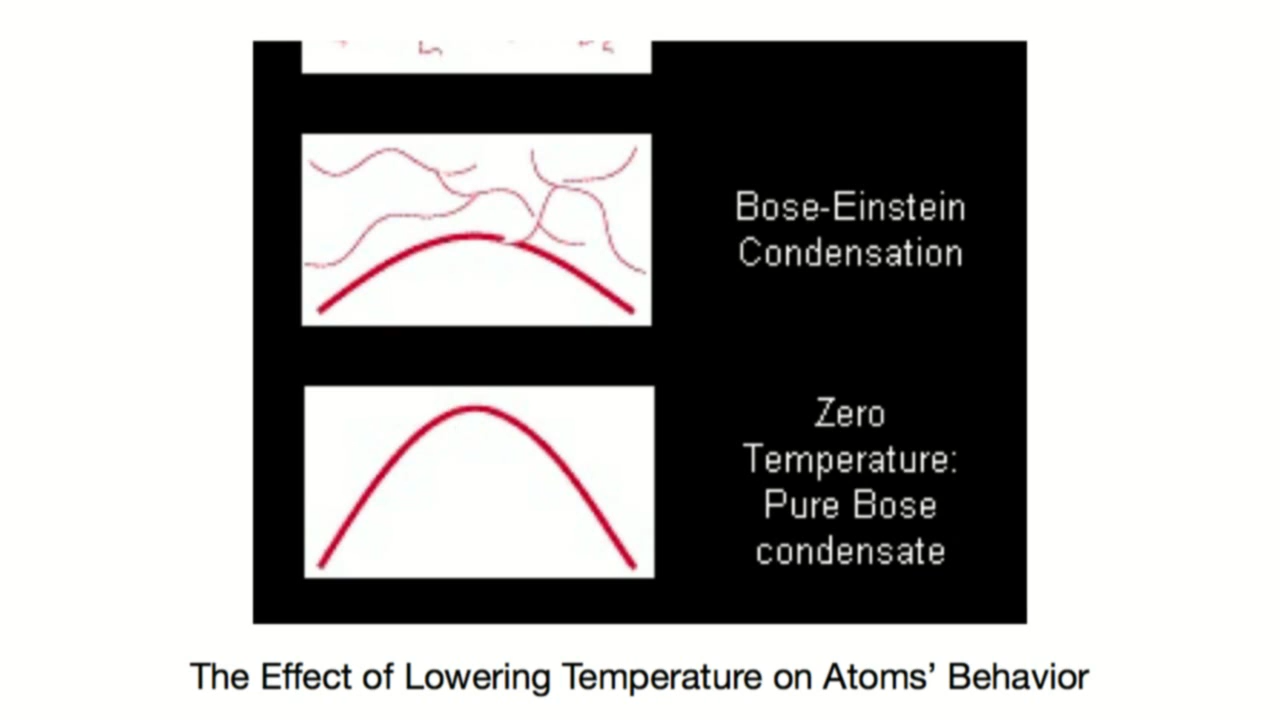 Bose-Einstein
Condensation
Zero
Temperature:
Pure Bose
condensate
The Effect of Lowering Temperature on Atoms’ Behavior